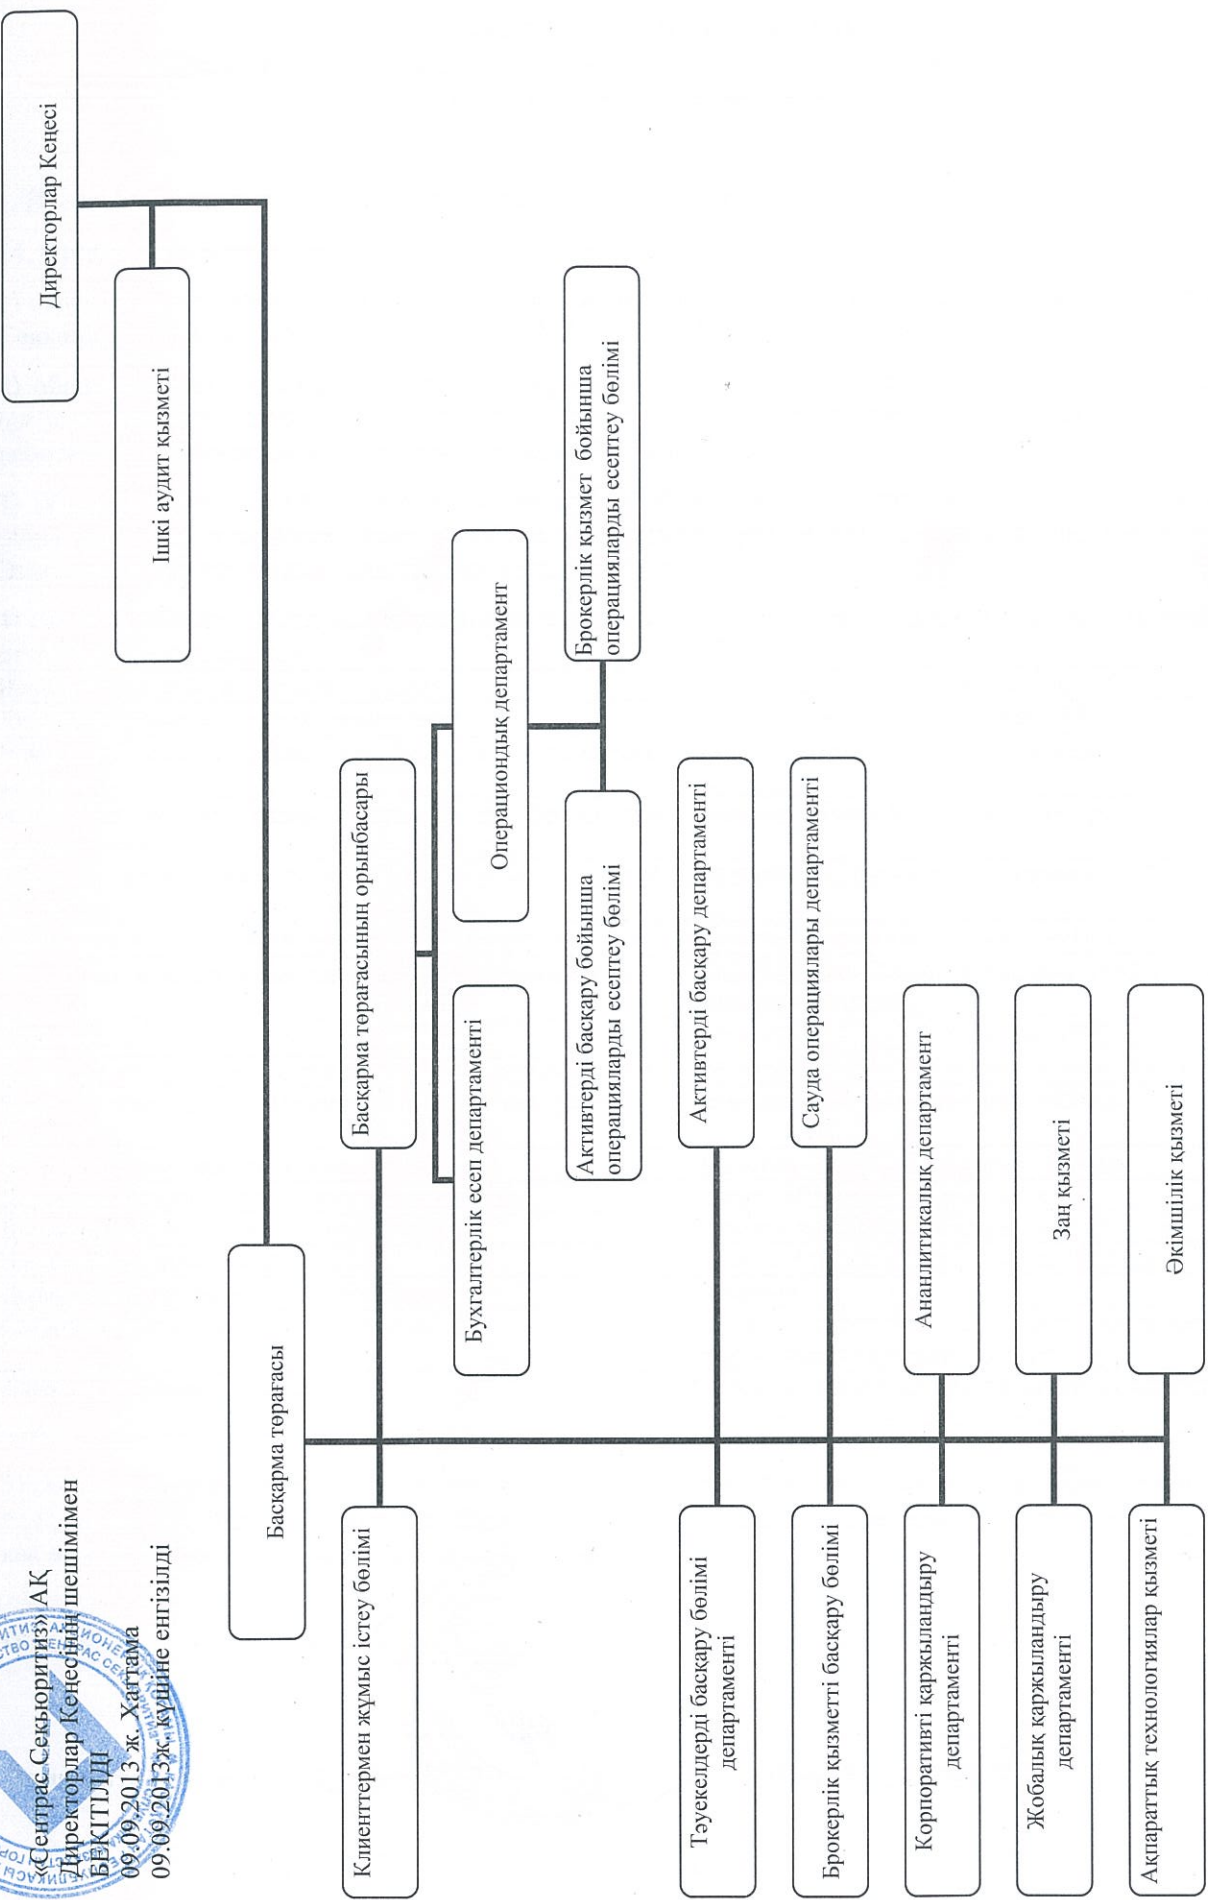 «Сентрас Секьюритиз» АҚ
Директорлар Кеңесінің шешімімен
БЕКІТІЛДІ
09.09.2013 ж. Хаттама
09.09.2013ж. күшіне енгізілді
Директорлар Кеңесі
Ішкі аудит қызметі
Басқарма төрағасы
Клиенттермен жұмыс істеу бөлімі
Басқарма төрағасының орынбасары
Бухгалтерлік есеп департаменті
Операциондық департамент
Активтерді басқару бойынша
операцияларды есептеу бөлімі
Брокерлік қызмет бойынша
операцияларды есептеу бөлімі
Тәуекелдерді басқару бөлімі
департаменті
Активтерді басқару департаменті
Брокерлік қызметті басқару бөлімі
Сауда операциялары департаменті
Корпоративті қаржыландыру
департаменті
Ананлитикалық департамент
Жобалық қаржыландыру
департаменті
Заң қызметі
Ақпараттық технологиялар қызметі
Әкімшілік қызметі